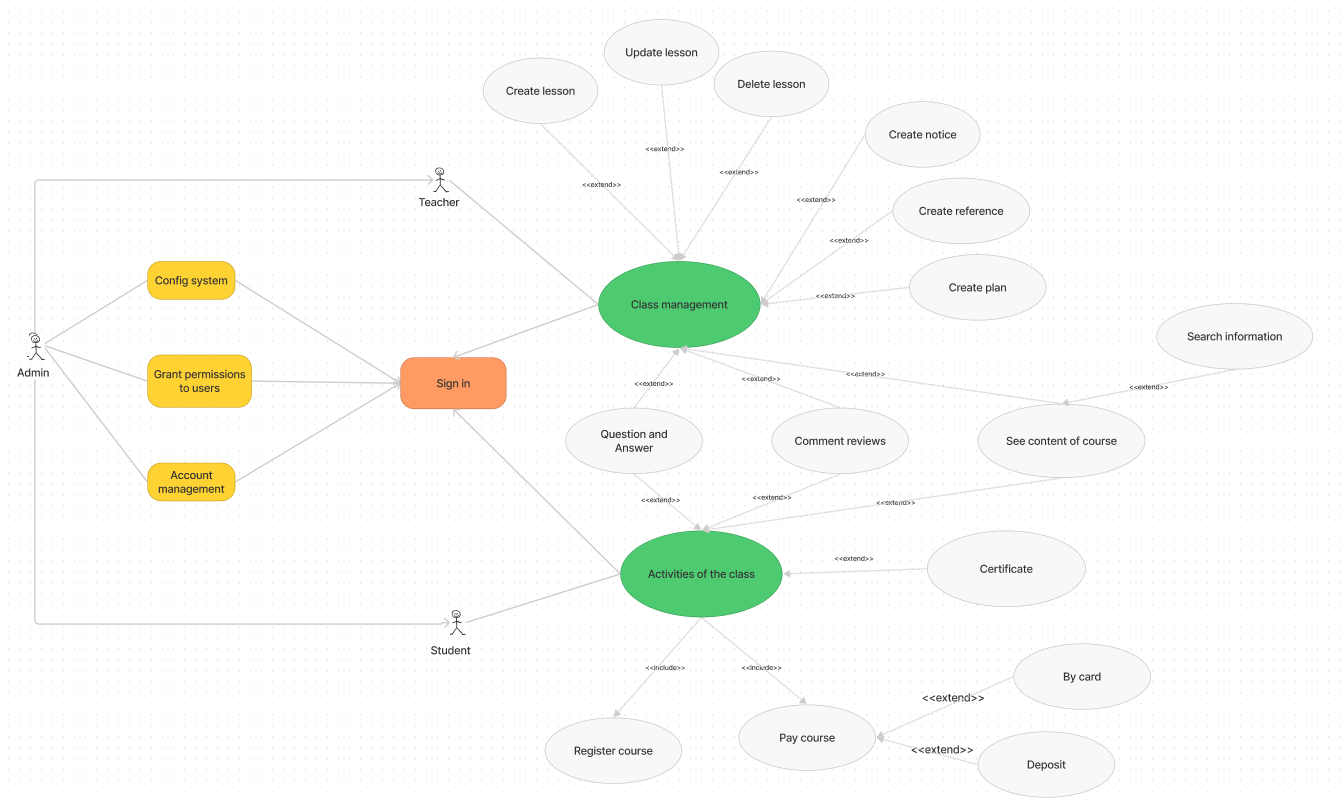 Update lesson
Create lesson
Delete lesson
Create notice
<<extend>>
<<extend>>
<<extend>>
<<extend>>
Teacher
Create reference
<<extend>>
Config system
Create plan
<<extend>>
Class management
Search information
Admin
Grant permissions
to users
Sign in
<<extend>>
<<extend>>
<<extend>>
<<extend>>
Question and
Answer
Comment reviews
See content of course
Account
management
<<extend>>
<<extend>>
<<extend>>
Activities of the class
<<extend>>
Certificate
Student
<<include>>
<<include>>
By card
<<extend>>
Register course
Pay course
<<extend>>
Deposit